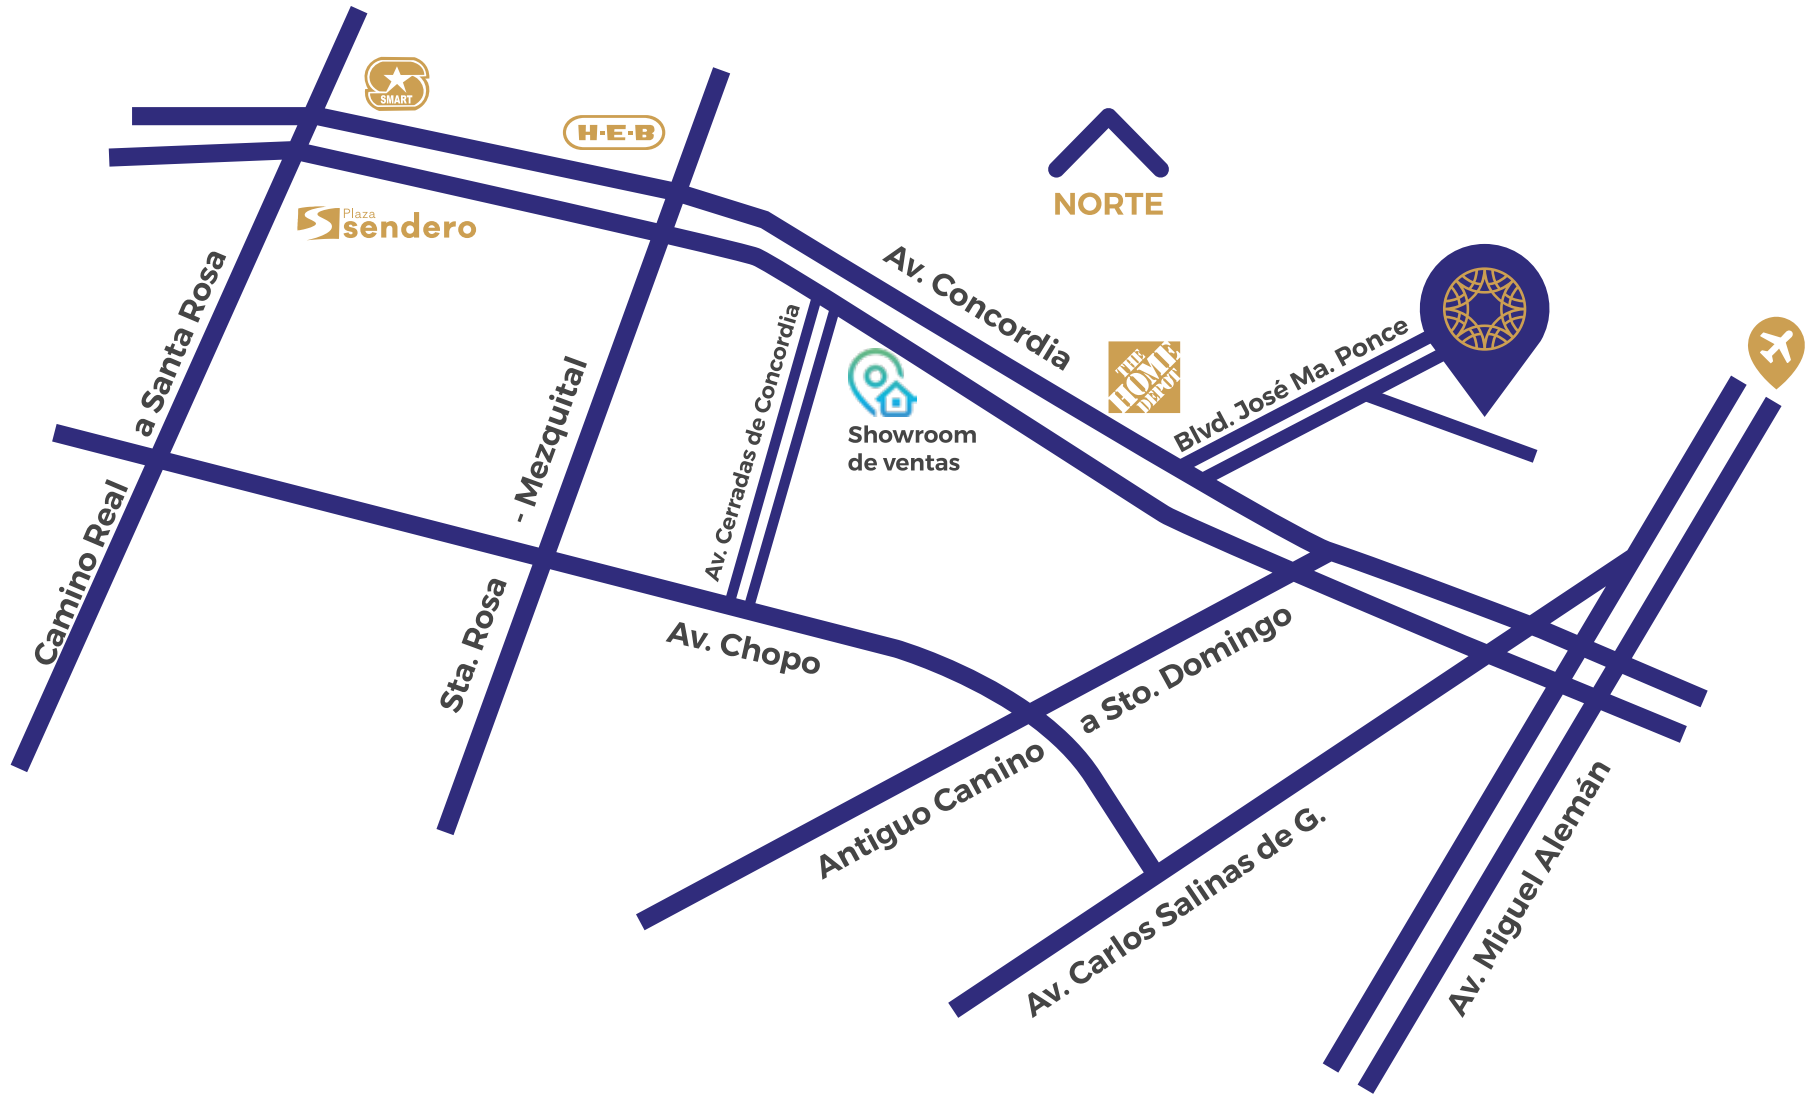 SMART
H-E-B
Plaza
sendero
NORTE
Av. Concordia
THE
HOME
DEPOT
Blvd. José Ma. Ponce
Camino Real a Santa Rosa
Sta. Rosa - Mezquital
Av. Cerradas de Concordia
Showroom
de ventas
Av. Chopo
Antiguo Camino a Sto. Domingo
Av. Carlos Salinas de G.
Av. Miguel Alemán